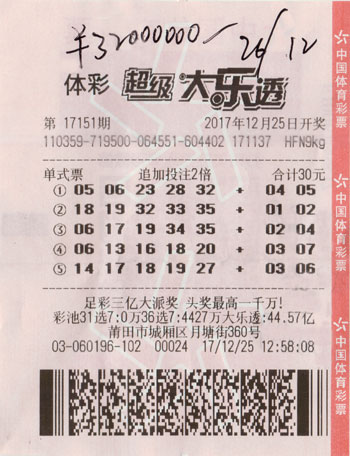 ¥32000000— 26/12
体彩 超级大乐透
第 17151期 2017年12月25日开奖
110359-719500-064551-604402 171137 HFN9kg
单式票 追加投注2倍 合计30元
① 05 06 23 28 32 + 04 05
② 18 19 32 33 35 + 01 02
③ 06 17 19 34 35 + 02 04
④ 06 13 16 18 20 + 03 07
⑤ 14 17 18 19 27 + 03 06
足彩三亿大派奖 头奖最高一千万!
彩池31选7:0万36选7:4427万大乐透:44.57亿
莆田市城厢区月塘街360号
03-060196-102 00024 17/12/25 12:58:08
中国体育彩票
中国体育彩票
中国体育彩票